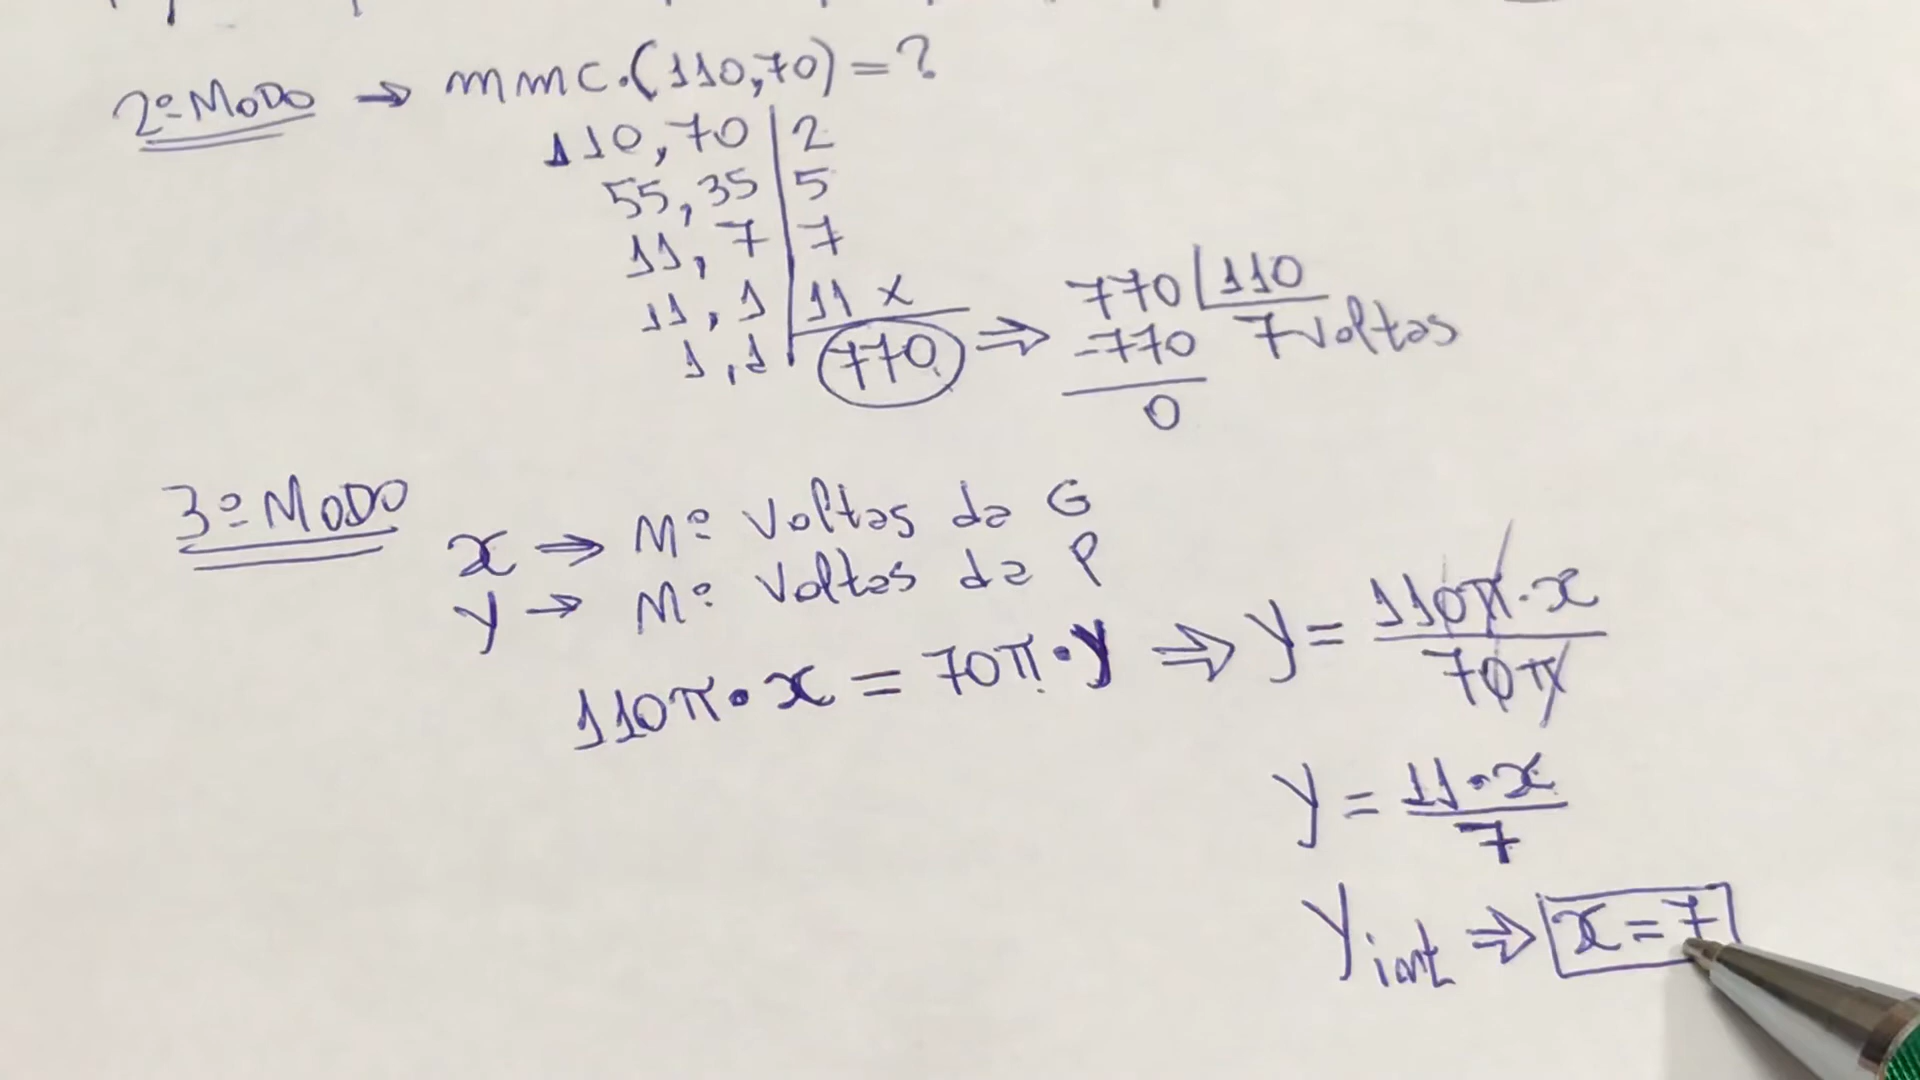 2º MODO → mmc.(110,70) = ?
110, 70 | 2
55, 35 | 5
11, 7 | 7
11, 1 | 11 x
1, 1 770 ⇒
770 | 110
-770 7 voltas
0
3º MODO
x ⇒ Nº voltas da G
y → Nº voltas da P
110π · x = 70π · y ⇒ y = 110π · x / 70π
y = 11 · x / 7
y int ⇒ x = 7